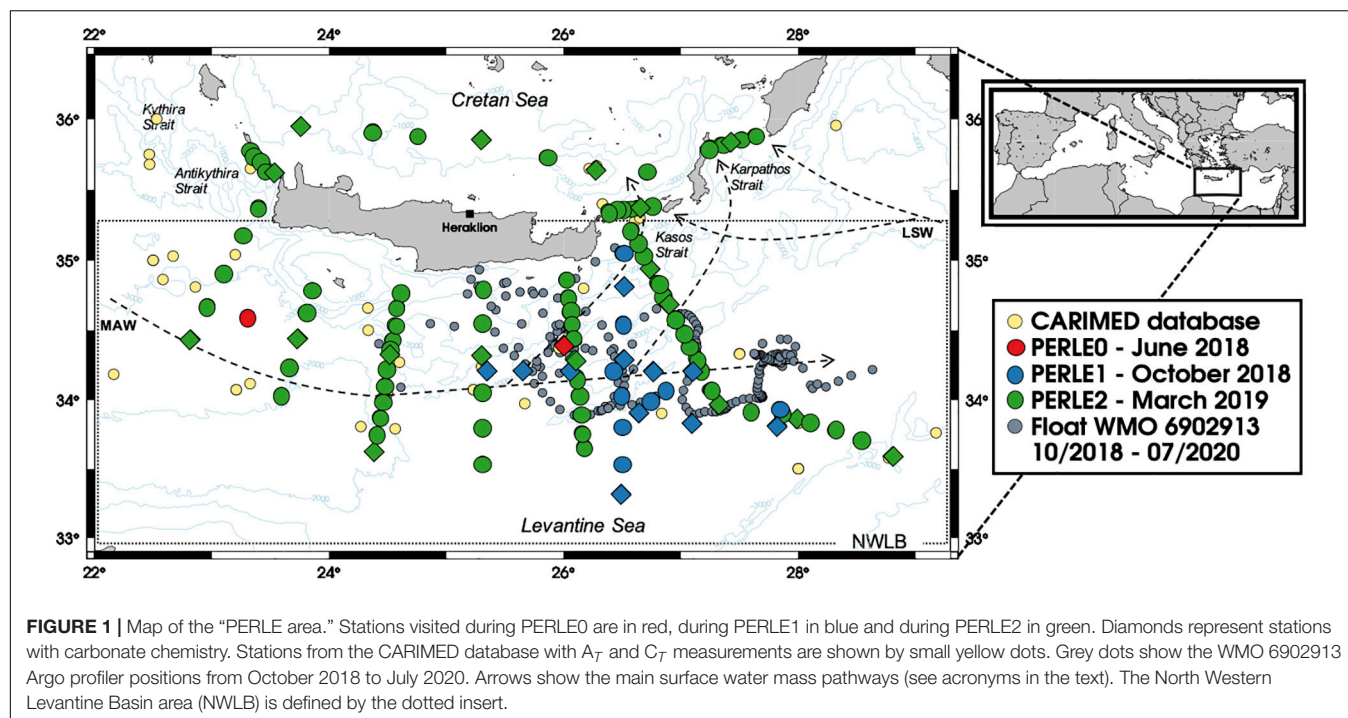 22° 24° 26° 28°
36° 36°
35° 35°
34° 34°
33° 33°
22° 24° 26° 28°
Cretan Sea
Kythira
Strait
Antikythira
Strait
Karpathos
Strait
Heraklion
Kasos
Strait
LSW
MAW
Levantine Sea
NWLB
-1000
-3000
-2000
CARIMED database
PERLE0 - June 2018
PERLE1 - October 2018
PERLE2 - March 2019
Float WMO 6902913
10/2018 - 07/2020
FIGURE 1 | Map of the “PERLE area.” Stations visited during PERLE0 are in red, during PERLE1 in blue and during PERLE2 in green. Diamonds represent stations
with carbonate chemistry. Stations from the CARIMED database with A_T and C_T measurements are shown by small yellow dots. Grey dots show the WMO 6902913
Argo profiler positions from October 2018 to July 2020. Arrows show the main surface water mass pathways (see acronyms in the text). The North Western
Levantine Basin area (NWLB) is defined by the dotted insert.